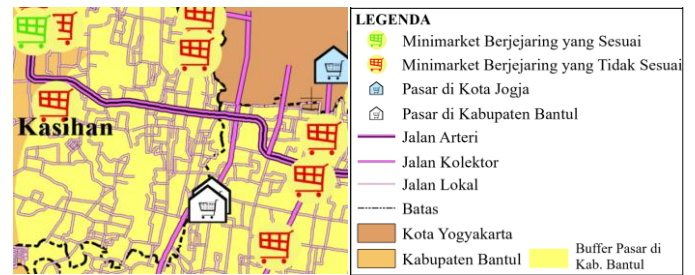 Kasihan
LEGENDA
Minimarket Berjejaring yang Sesuai
Minimarket Berjejaring yang Tidak Sesuai
Pasar di Kota Jogja
Pasar di Kabupaten Bantul
Jalan Arteri
Jalan Kolektor
Jalan Lokal
Batas
Kota Yogyakarta
Kabupaten Bantul
Buffer Pasar di
Kab. Bantul